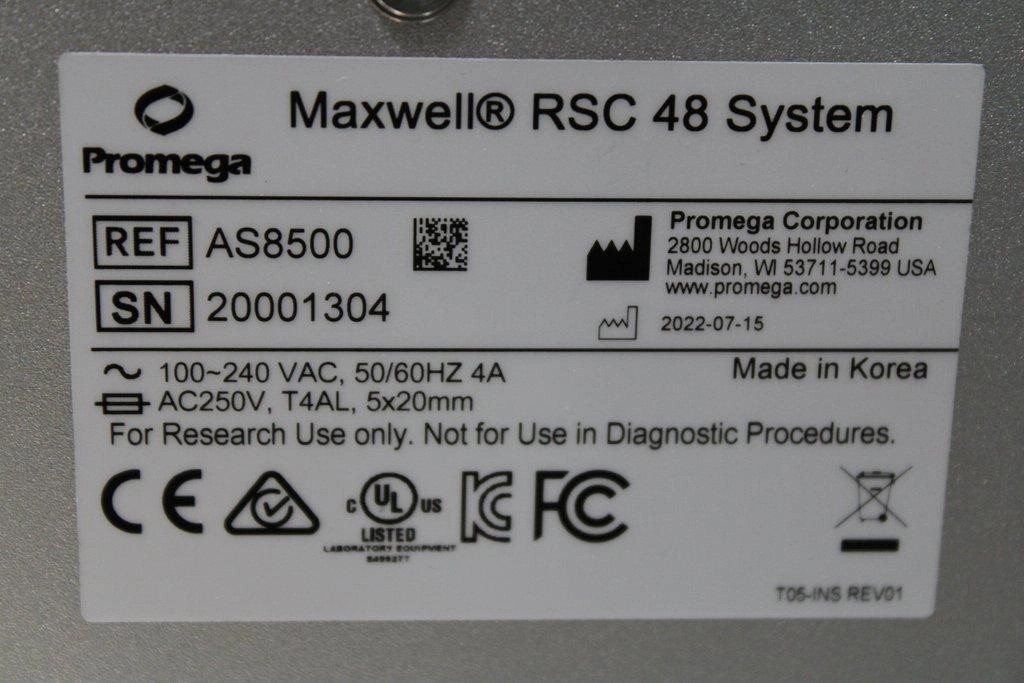 Maxwell® RSC 48 System
Promega
REF AS8500
SN 20001304
Promega Corporation
2800 Woods Hollow Road
Madison, WI 53711-5399 USA
www.promega.com
2022-07-15
100~240 VAC, 50/60HZ 4A
AC250V, T4AL, 5x20mm
Made in Korea
For Research Use only. Not for Use in Diagnostic Procedures.
CE
C UL US
LISTED
LABORATORY EQUIPMENT
KC
FC
T05-INS REV01